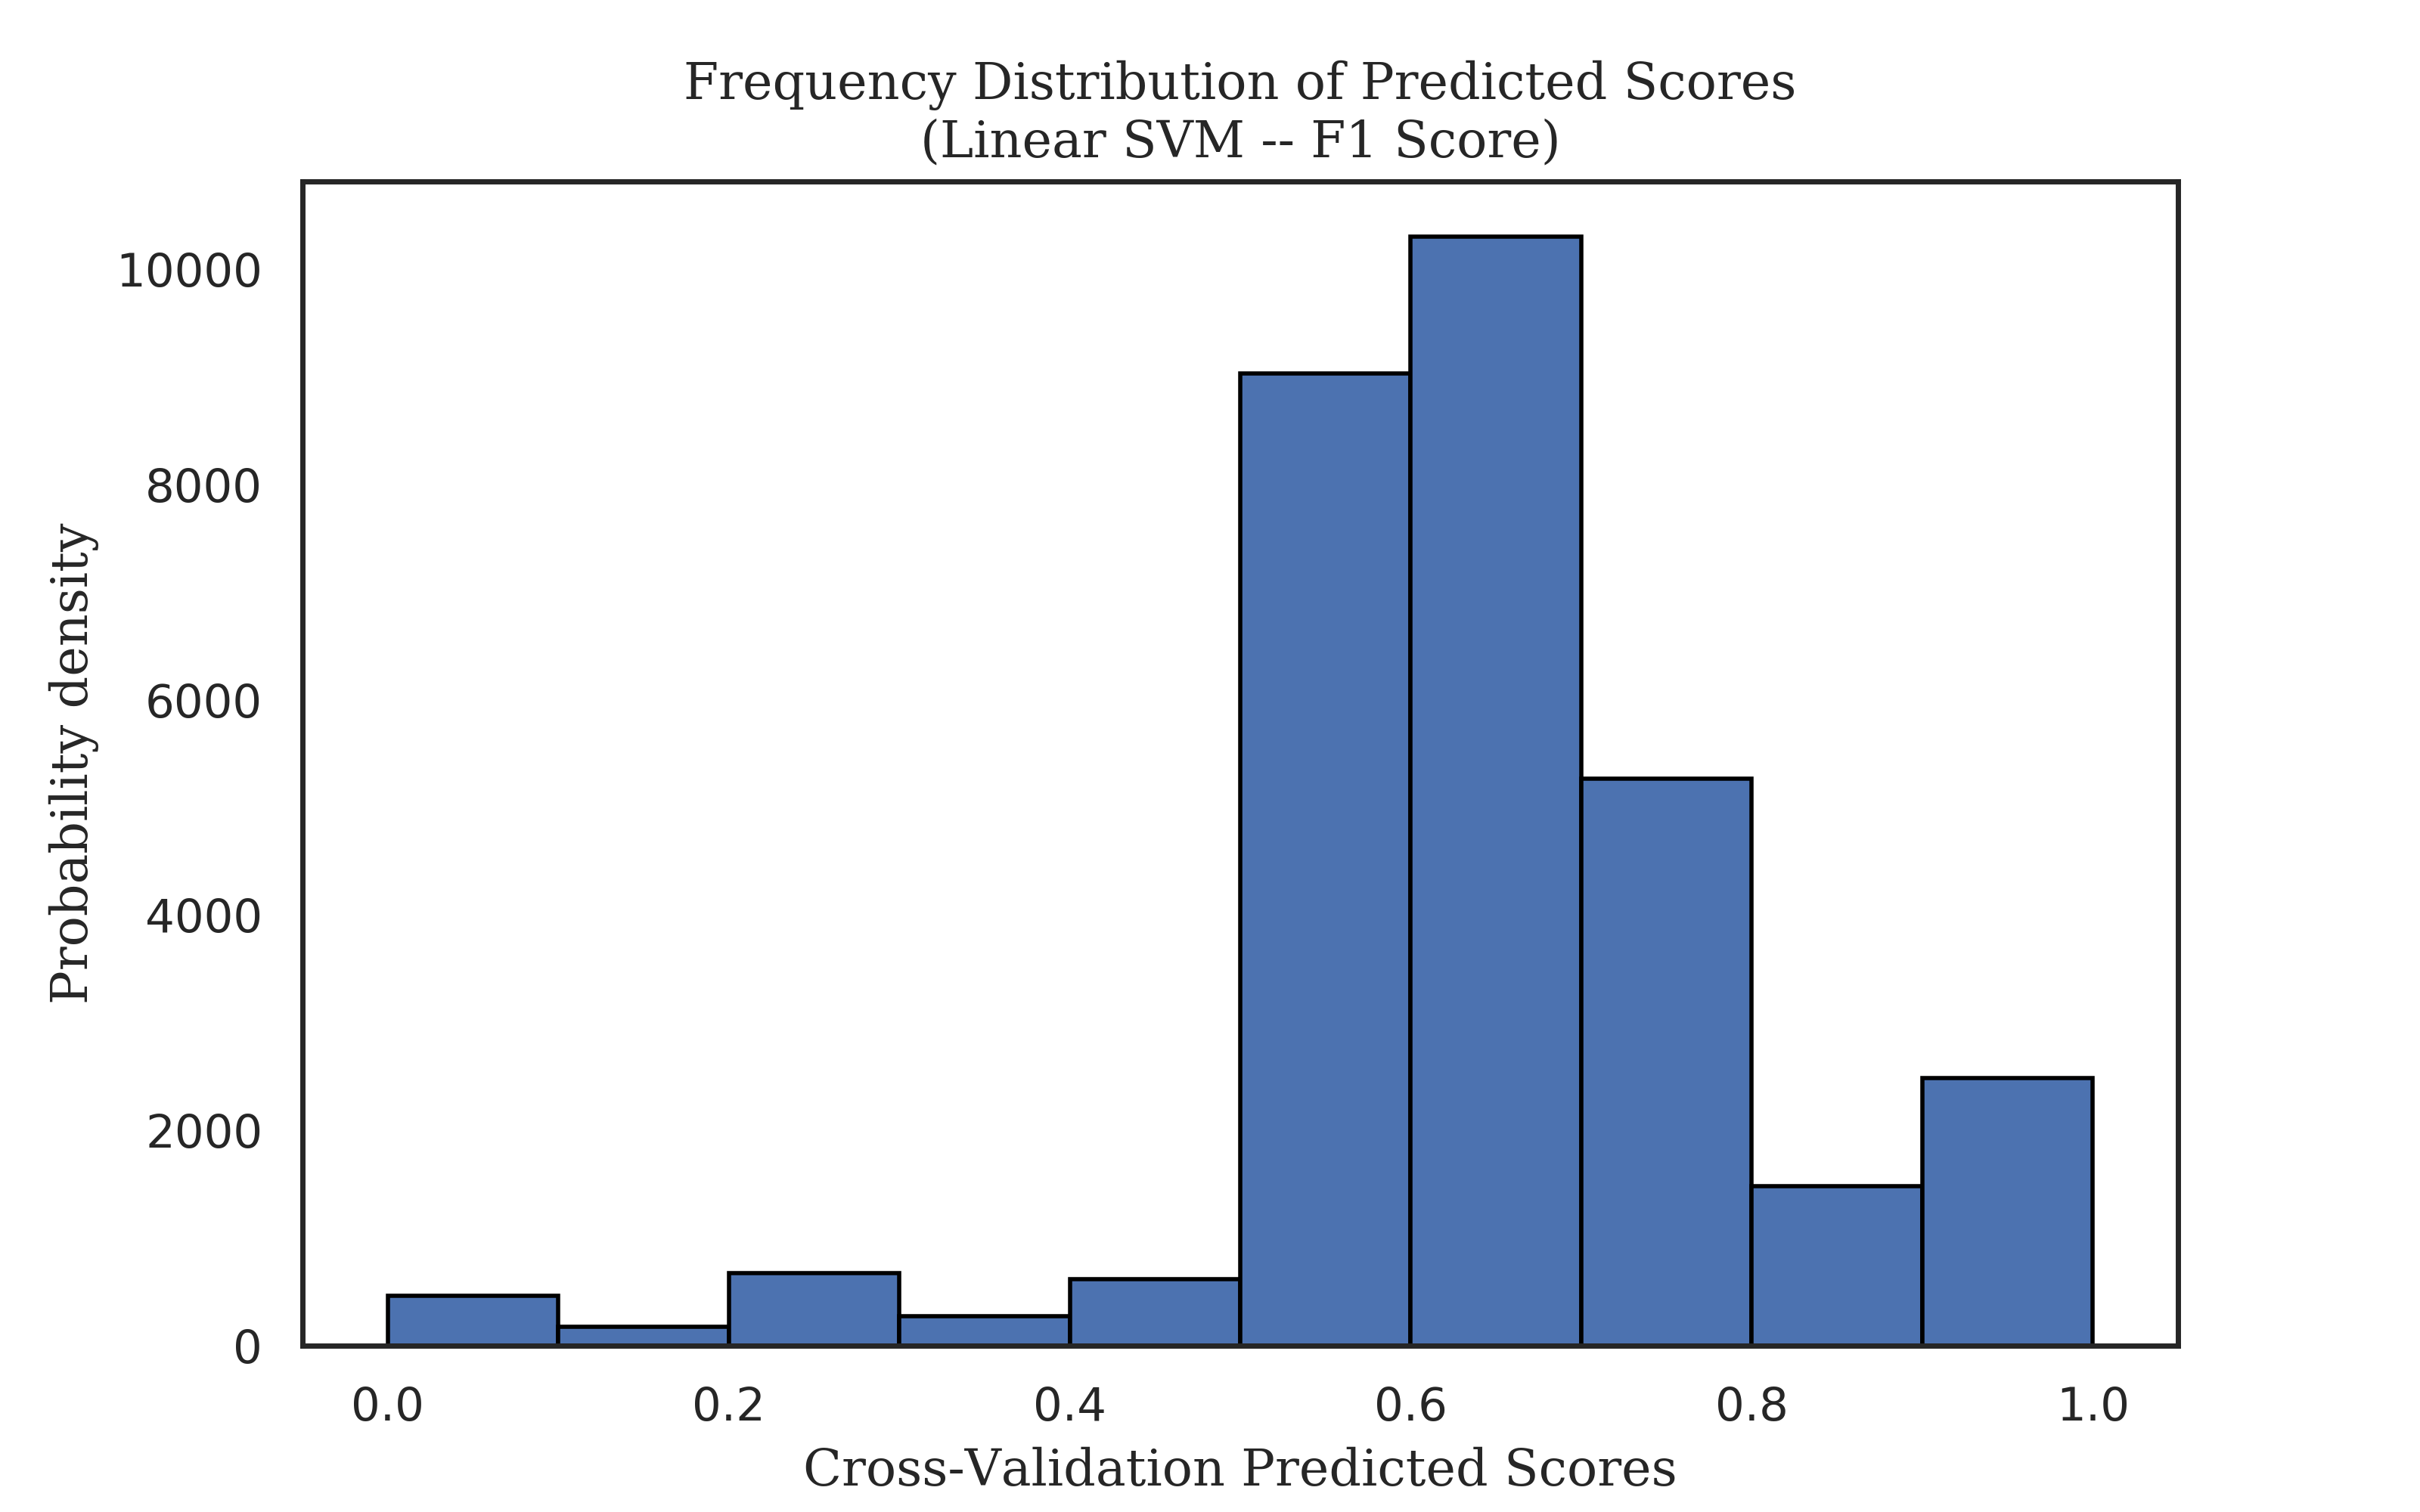 Frequency Distribution of Predicted Scores
(Linear SVM -- F1 Score)
Probability density
10000
8000
6000
4000
2000
0
0.0 0.2 0.4 0.6 0.8 1.0
Cross-Validation Predicted Scores